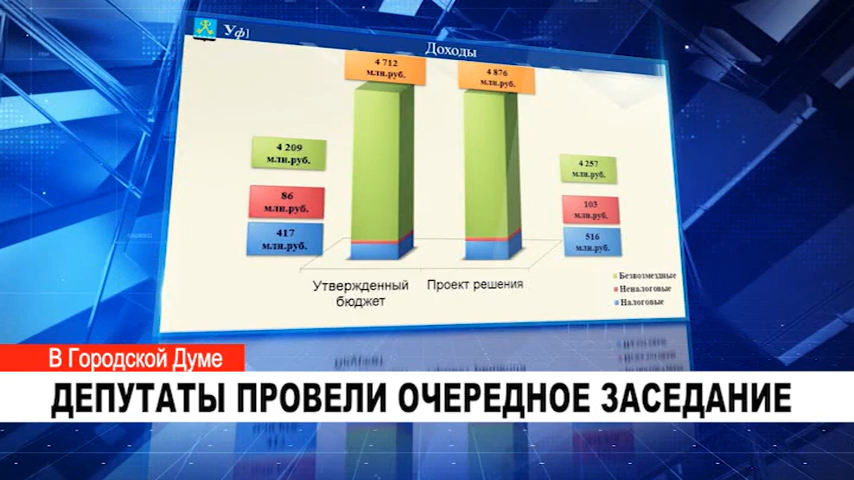 Доходы
4 712
млн.руб.
4 876
млн.руб.
4 209
млн.руб.
86
млн.руб.
417
млн.руб.
4 257
млн.руб.
103
млн.руб.
516
млн.руб.
Утвержденный
бюджет
Проект решения
Безвозмездные
Неналоговые
Налоговые
В Городской Думе
ДЕПУТАТЫ ПРОВЕЛИ ОЧЕРЕДНОЕ ЗАСЕДАНИЕ